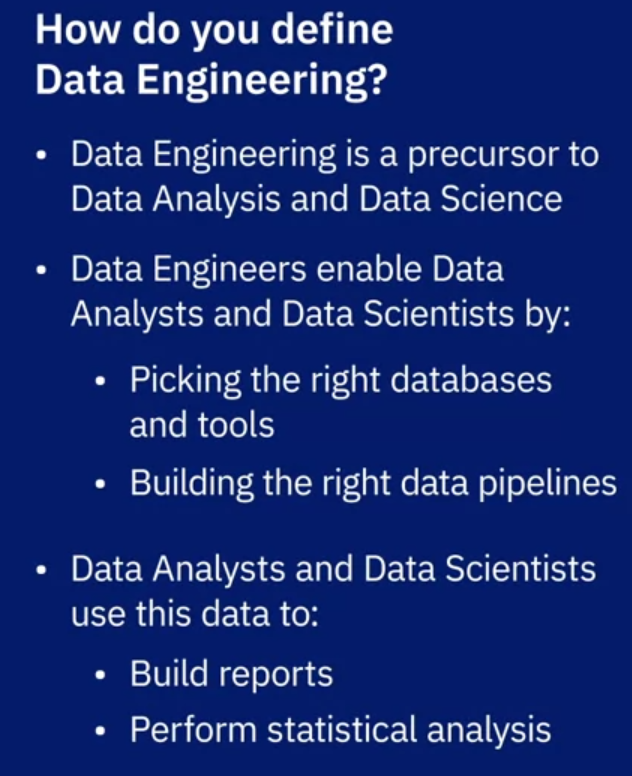 How do you define
Data Engineering?
• Data Engineering is a precursor to
Data Analysis and Data Science
• Data Engineers enable Data
Analysts and Data Scientists by:
• Picking the right databases
and tools
• Building the right data pipelines
• Data Analysts and Data Scientists
use this data to:
• Build reports
• Perform statistical analysis